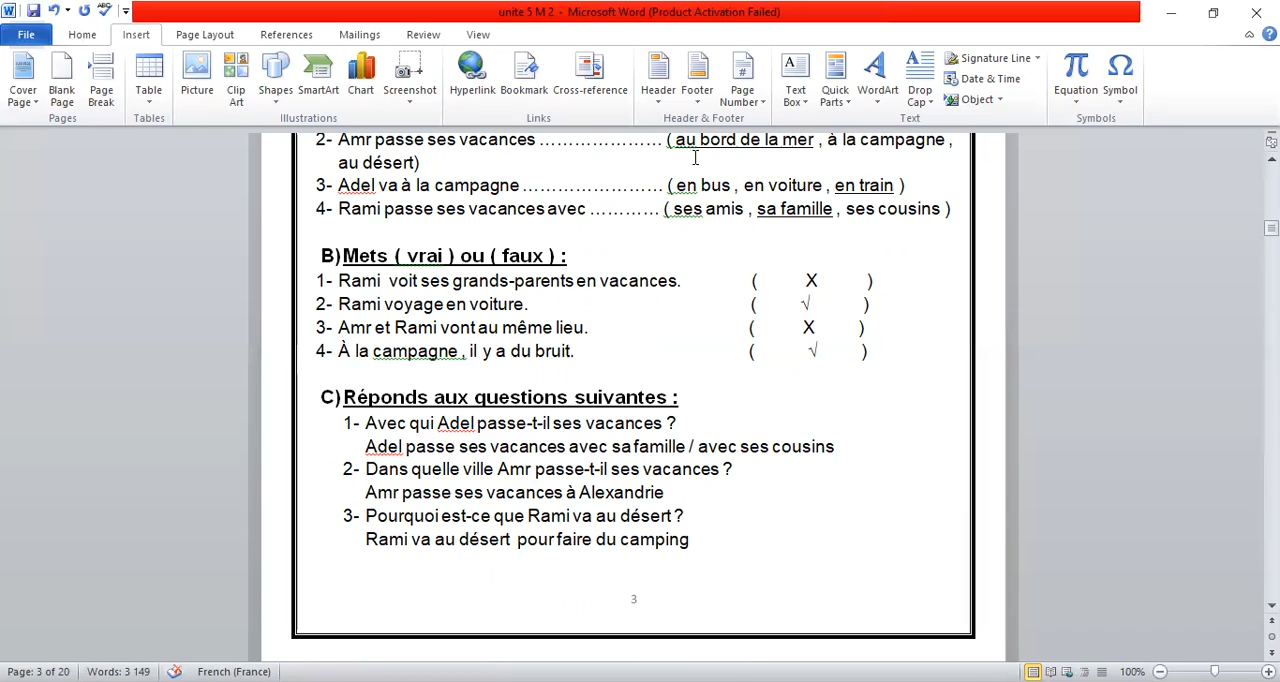 unite 5 M 2 - Microsoft Word (Product Activation Failed)
File Home Insert Page Layout References Mailings Review View
Cover Page Blank Page Page Break Table Picture Clip Art Shapes SmartArt Chart Screenshot Hyperlink Bookmark Cross-reference Header Footer Page Number Text Box Quick Parts WordArt Drop Cap Signature Line Date & Time Object Equation Symbol
Pages Tables Illustrations Links Header & Footer Text Symbols
2- Amr passe ses vacances ………………… ( au bord de la mer , à la campagne ,
au désert)
3- Adel va à la campagne …………………… ( en bus , en voiture , en train )
4- Rami passe ses vacances avec ………… ( ses amis , sa famille , ses cousins )
B) Mets ( vrai ) ou ( faux ) :
1- Rami voit ses grands-parents en vacances. ( X )
2- Rami voyage en voiture. ( √ )
3- Amr et Rami vont au même lieu. ( X )
4- À la campagne , il y a du bruit. ( √ )
C) Réponds aux questions suivantes :
1- Avec qui Adel passe-t-il ses vacances ?
Adel passe ses vacances avec sa famille / avec ses cousins
2- Dans quelle ville Amr passe-t-il ses vacances ?
Amr passe ses vacances à Alexandrie
3- Pourquoi est-ce que Rami va au désert ?
Rami va au désert pour faire du camping
3
Page: 3 of 20 Words: 3 149 French (France) 100%